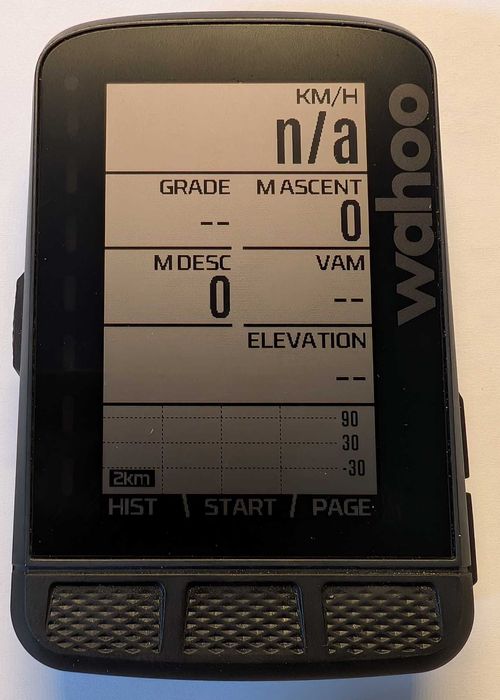 KM/H
n/a
GRADE M ASCENT
-- 0
M DESC VAM
0 --
ELEVATION
--
90
30
-30
2km
HIST \ START / PAGE
wahoo